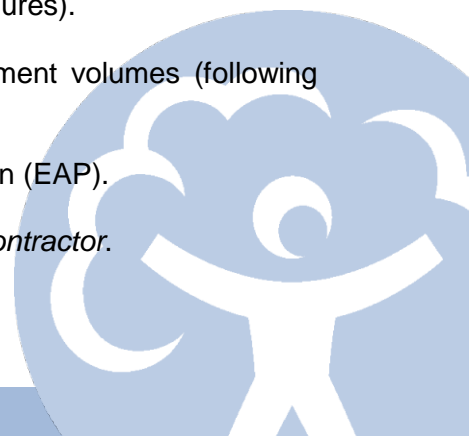 ures).
ment volumes (following
n (EAP).
ontractor.